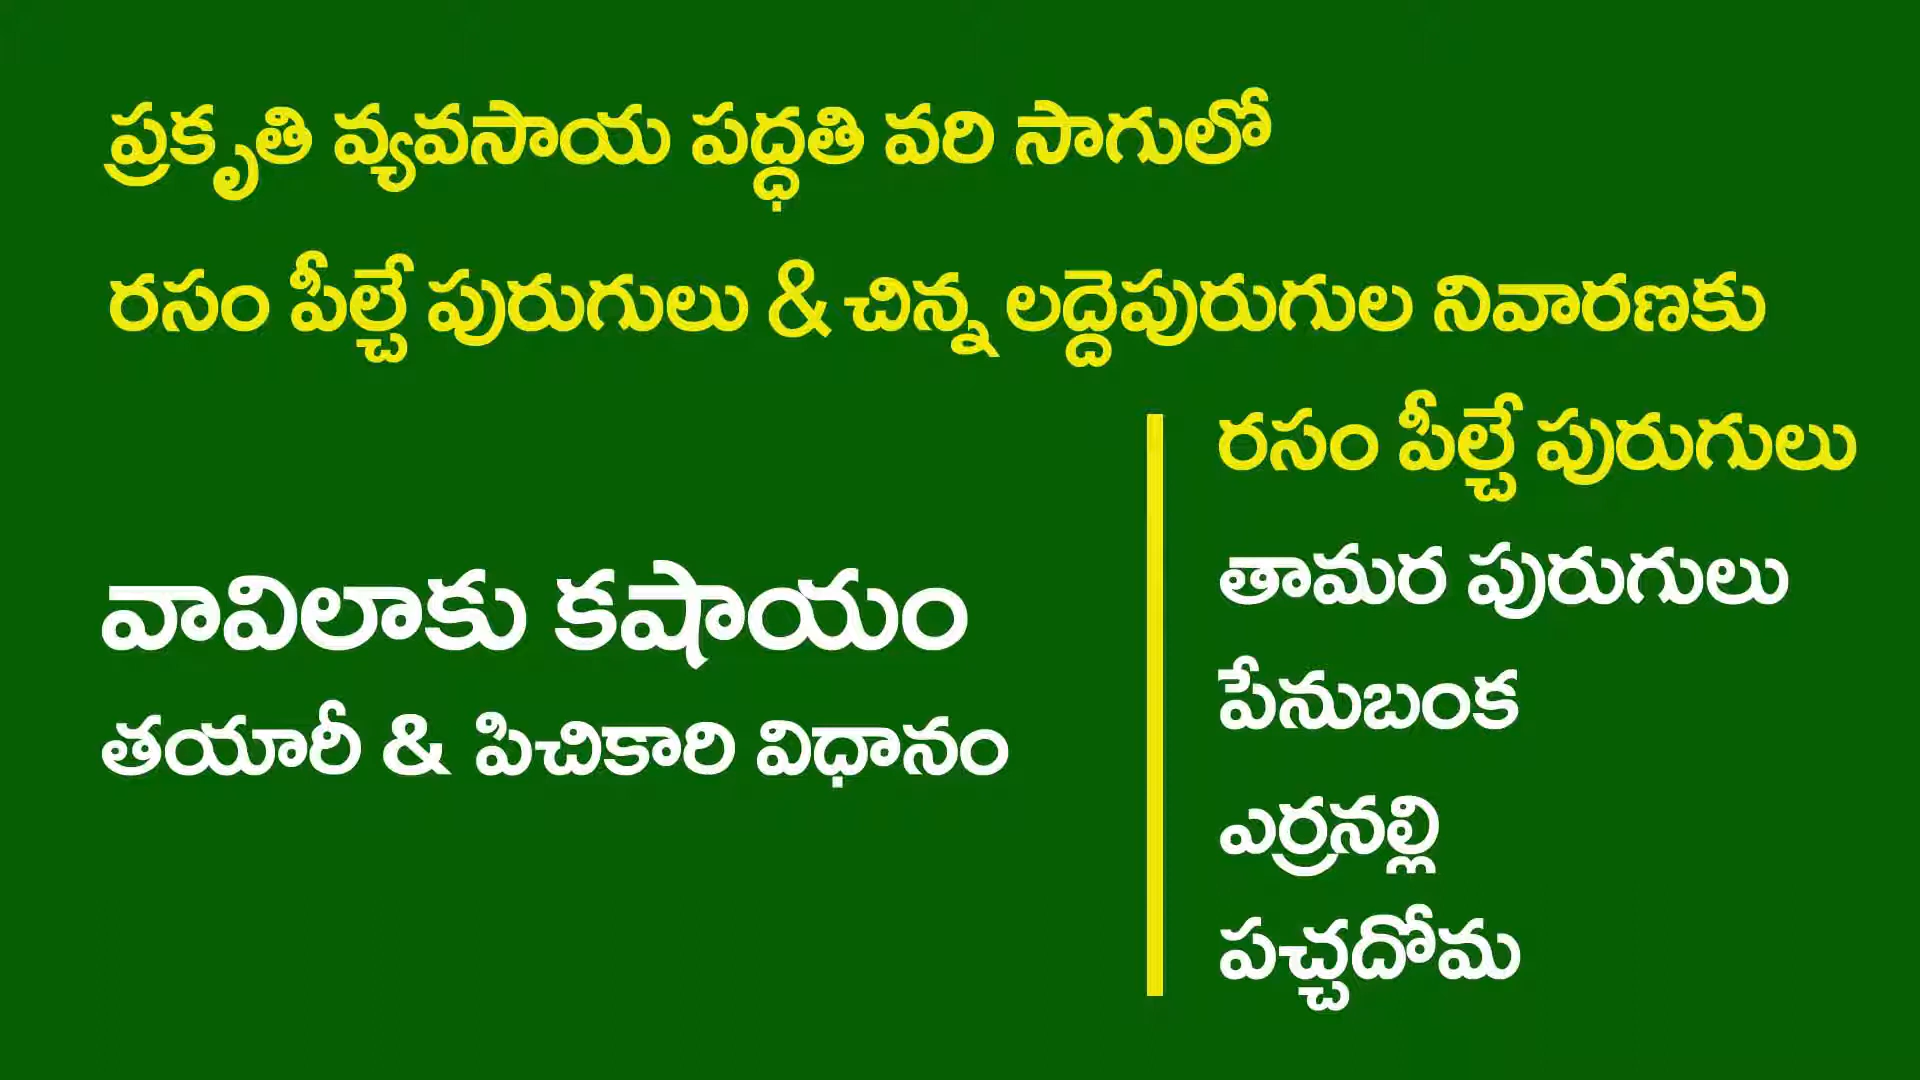 ప్రకృతి వ్యవసాయ పద్ధతి వరి సాగులో
రసం పీల్చే పురుగులు & చిన్న లద్దెపురుగుల నివారణకు
వావిలాకు కషాయం
తయారీ & పిచికారి విధానం
రసం పీల్చే పురుగులు
తామర పురుగులు
పేనుబంక
ఎర్రనల్లి
పచ్చదోమ